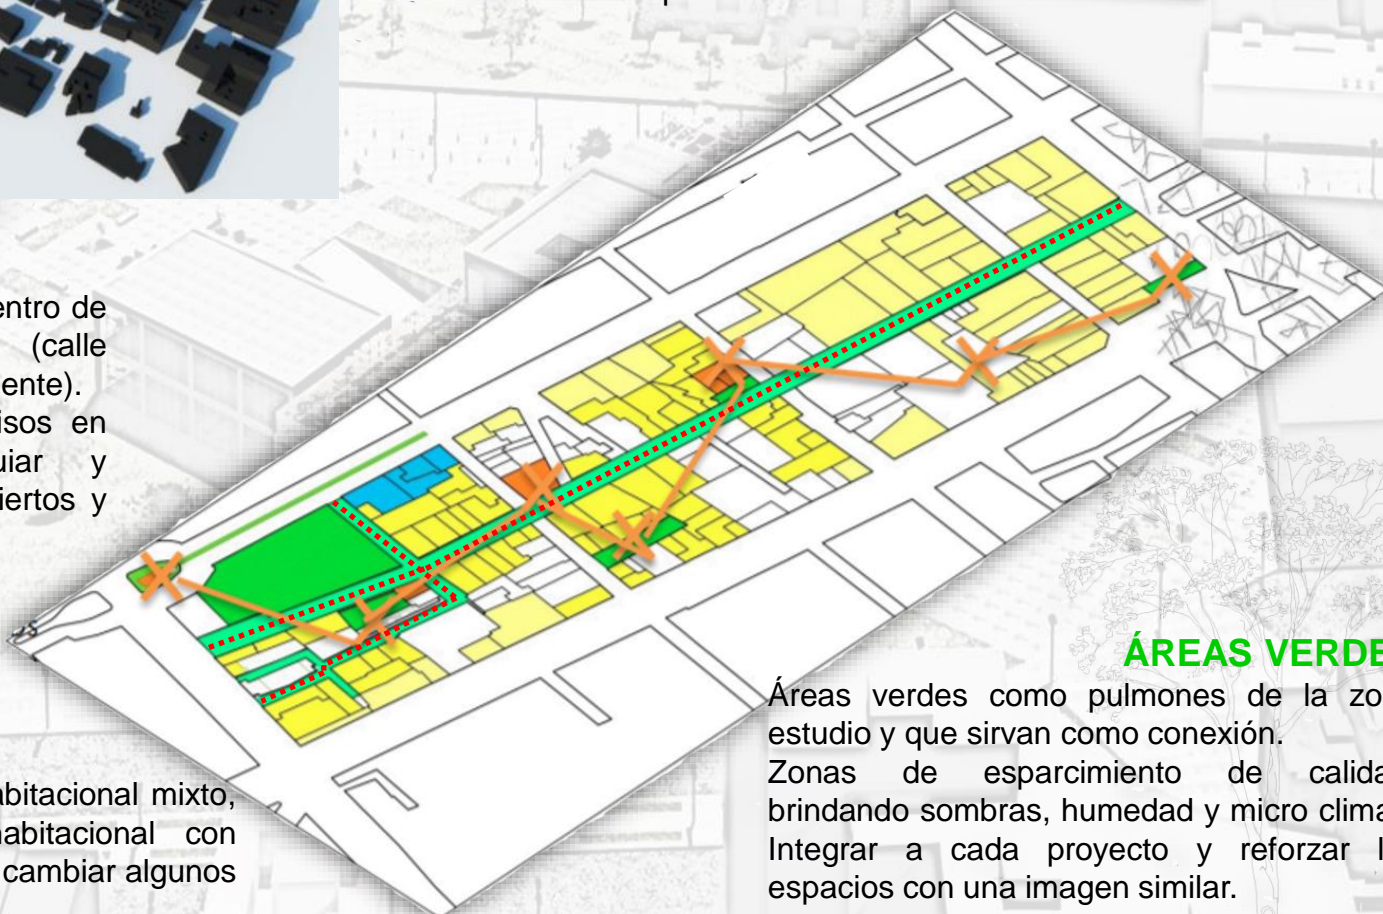 entro de
(calle
ente).
isos en
uiar y
iertos y
abitacional mixto,
habitacional con
cambiar algunos
ÁREAS VERDE
Áreas verdes como pulmones de la zo
estudio y que sirvan como conexión.
Zonas de esparcimiento de calida
brindando sombras, humedad y micro clima
Integrar a cada proyecto y reforzar l
espacios con una imagen similar.